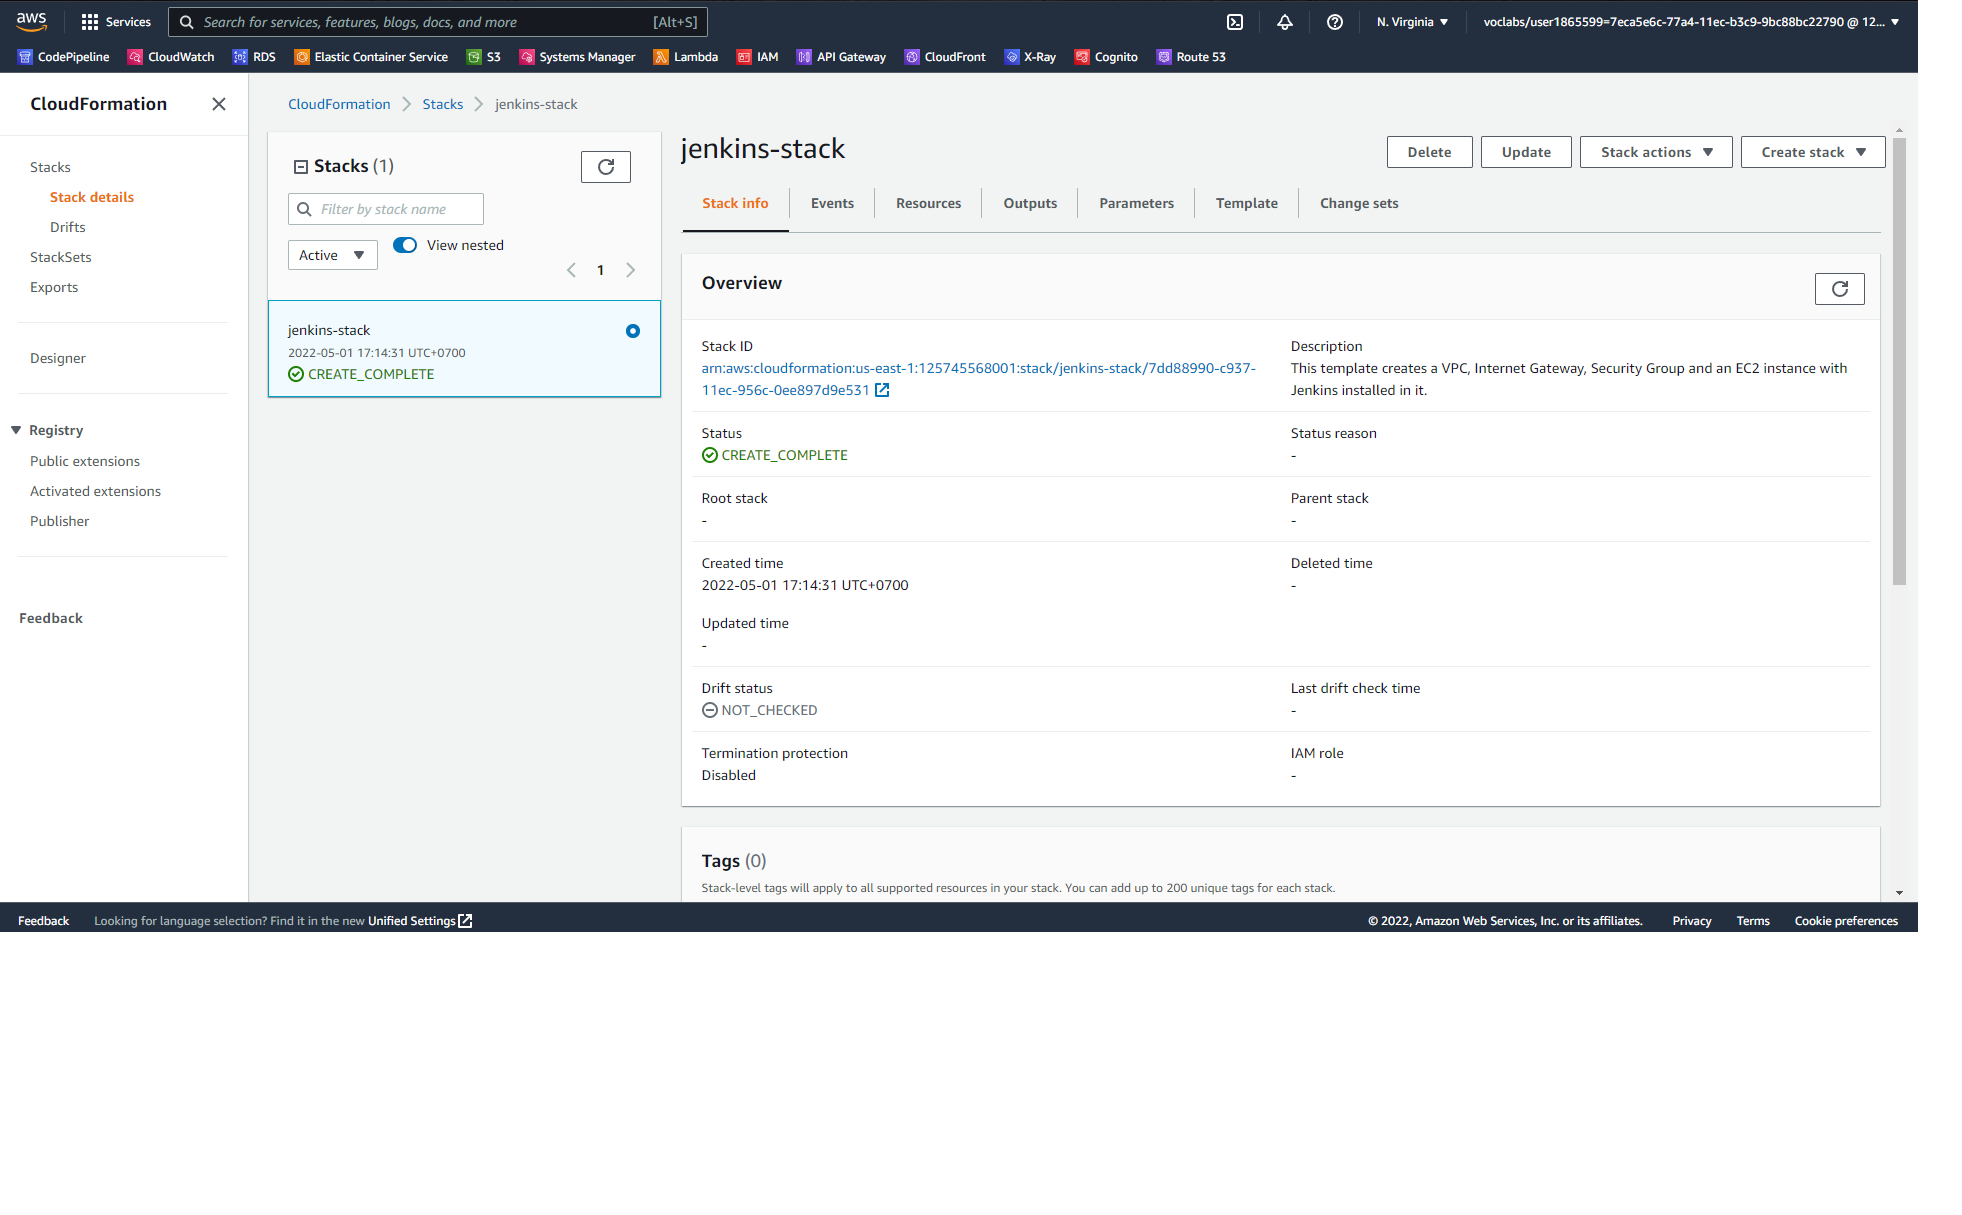 aws
Services
Search for services, features, blogs, docs, and more
[Alt+S]
N. Virginia
voclabs/user1865599=7eca5e6c-77a4-11ec-b3c9-9bc88bc22790 @ 12...
CodePipeline
CloudWatch
RDS
Elastic Container Service
S3
Systems Manager
Lambda
IAM
API Gateway
CloudFront
X-Ray
Cognito
Route 53
CloudFormation
Stacks
Stack details
Drifts
StackSets
Exports
Designer
Registry
Public extensions
Activated extensions
Publisher
Feedback
CloudFormation
Stacks
jenkins-stack
Stacks (1)
Filter by stack name
Active
View nested
1
jenkins-stack
2022-05-01 17:14:31 UTC+0700
CREATE_COMPLETE
jenkins-stack
Delete
Update
Stack actions
Create stack
Stack info
Events
Resources
Outputs
Parameters
Template
Change sets
Overview
Stack ID
arn:aws:cloudformation:us-east-1:125745568001:stack/jenkins-stack/7dd88990-c937-
11ec-956c-0ee897d9e531
Description
This template creates a VPC, Internet Gateway, Security Group and an EC2 instance with
Jenkins installed in it.
Status
CREATE_COMPLETE
Status reason
-
Root stack
-
Parent stack
-
Created time
2022-05-01 17:14:31 UTC+0700
Deleted time
-
Updated time
-
Drift status
NOT_CHECKED
Last drift check time
-
Termination protection
Disabled
IAM role
-
Tags (0)
Stack-level tags will apply to all supported resources in your stack. You can add up to 200 unique tags for each stack.
Feedback
Looking for language selection? Find it in the new Unified Settings
© 2022, Amazon Web Services, Inc. or its affiliates.
Privacy
Terms
Cookie preferences